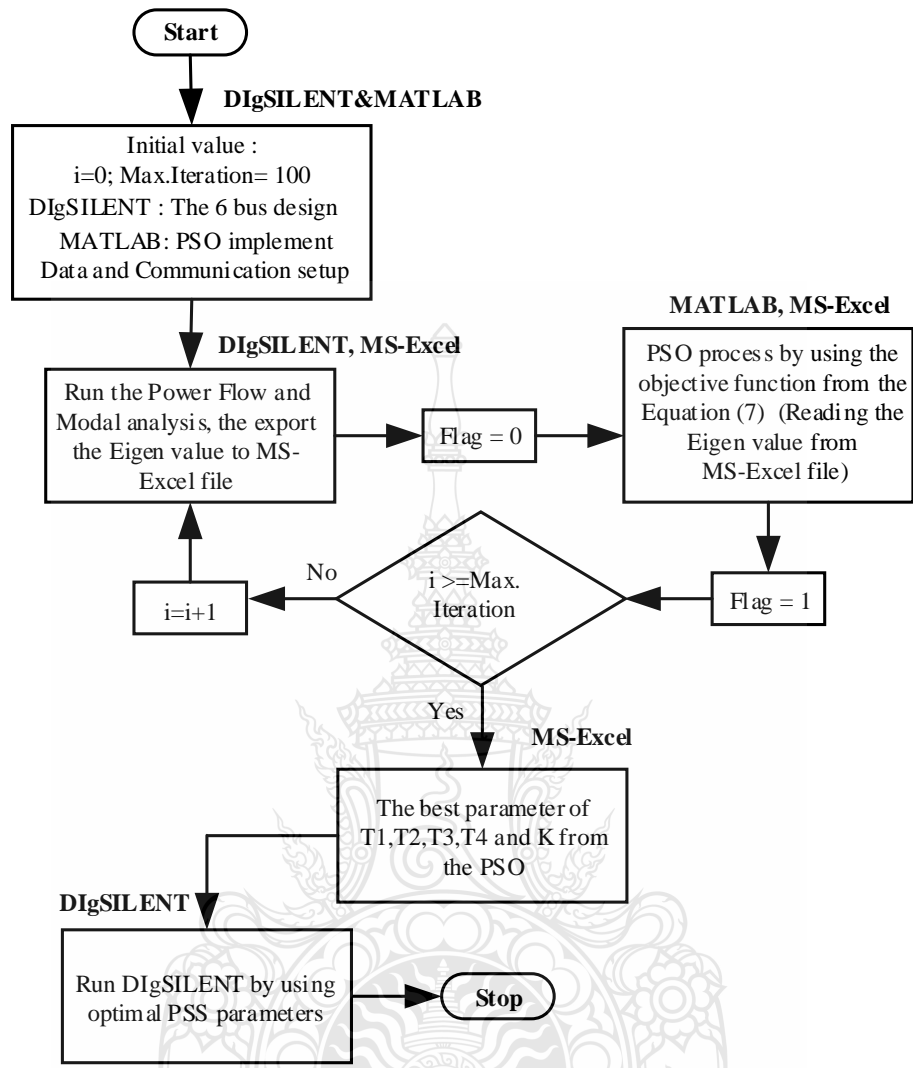 Start
DIgSILENT&MATLAB
Initial value :
i=0; Max.Iteration= 100
DIgSILENT : The 6 bus design
MATLAB: PSO implement
Data and Communication setup
DIgSILENT, MS-Excel
Run the Power Flow and
Modal analysis, the export
the Eigen value to MS-
Excel file
Flag = 0
MATLAB, MS-Excel
PSO process by using the
objective function from the
Equation (7) (Reading the
Eigen value from
MS-Excel file)
Flag = 1
i >=Max.
Iteration
No
i=i+1
Yes
MS-Excel
The best parameter of
T1,T2,T3,T4 and K from
the PSO
DIgSILENT
Run DIgSILENT by using
optimal PSS parameters
Stop